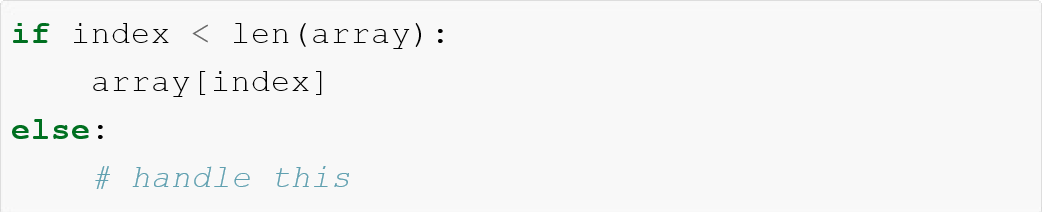 if index < len(array):
    array[index]
else:
    # handle this